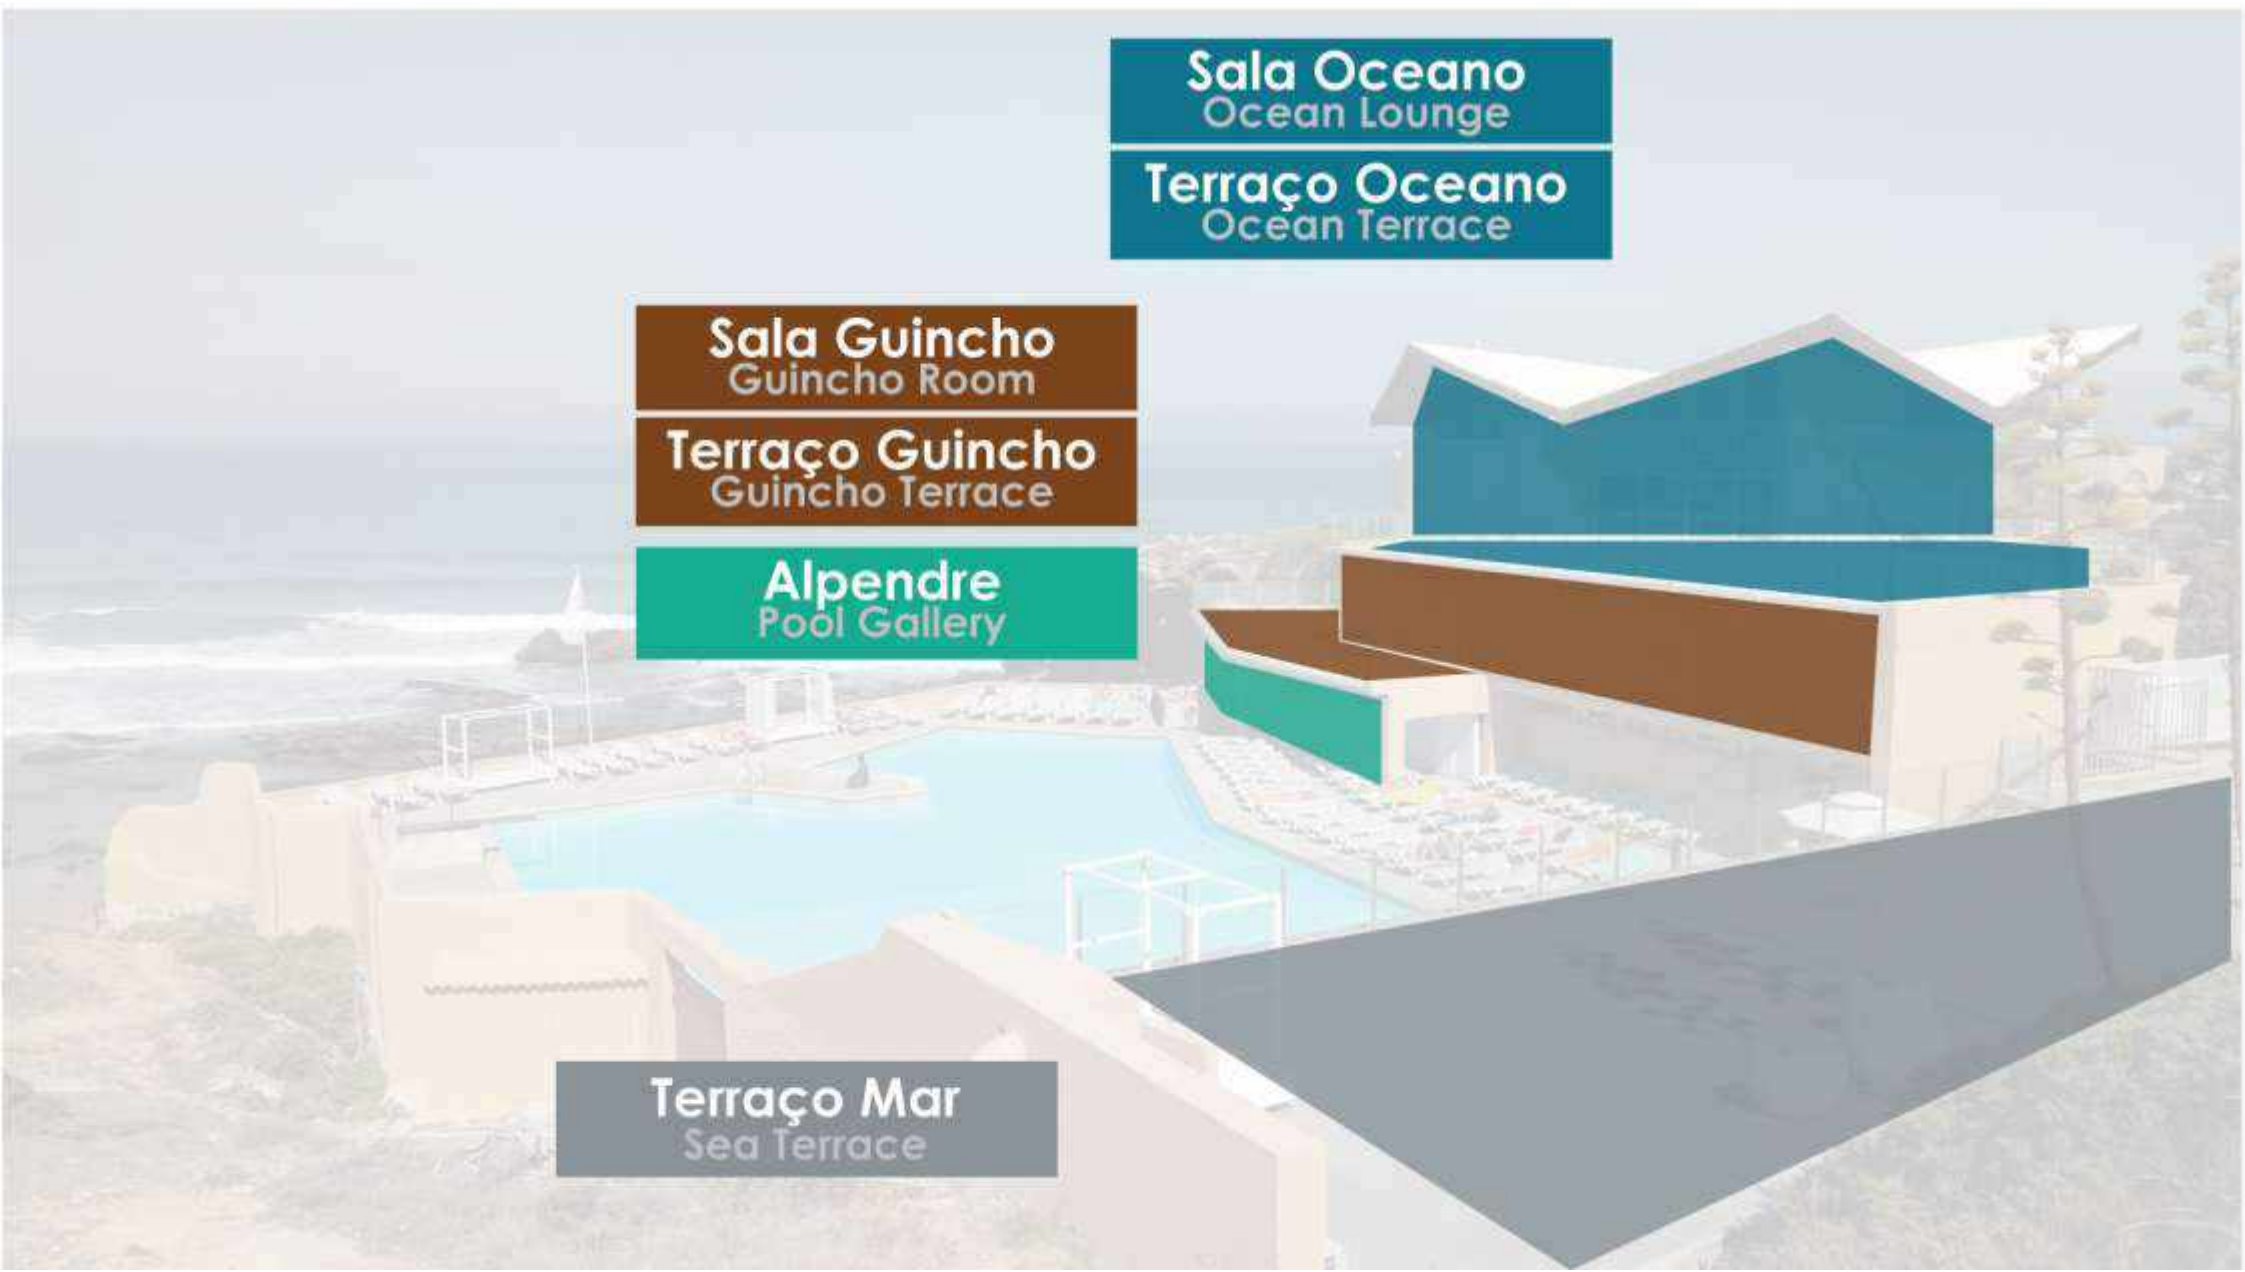 Sala Oceano
Ocean Lounge
Terraço Oceano
Ocean Terrace
Sala Guincho
Guincho Room
Terraço Guincho
Guincho Terrace
Alpendre
Pool Gallery
Terraço Mar
Sea Terrace